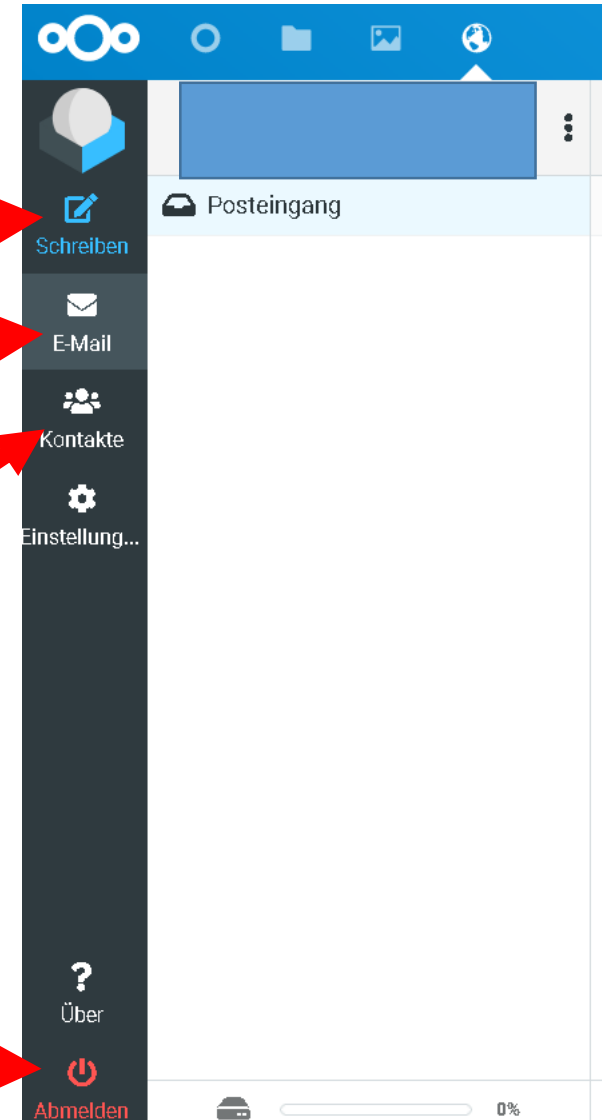 Posteingang
Schreiben
E-Mail
Kontakte
Einstellung...
?
Über
Abmelden
0%